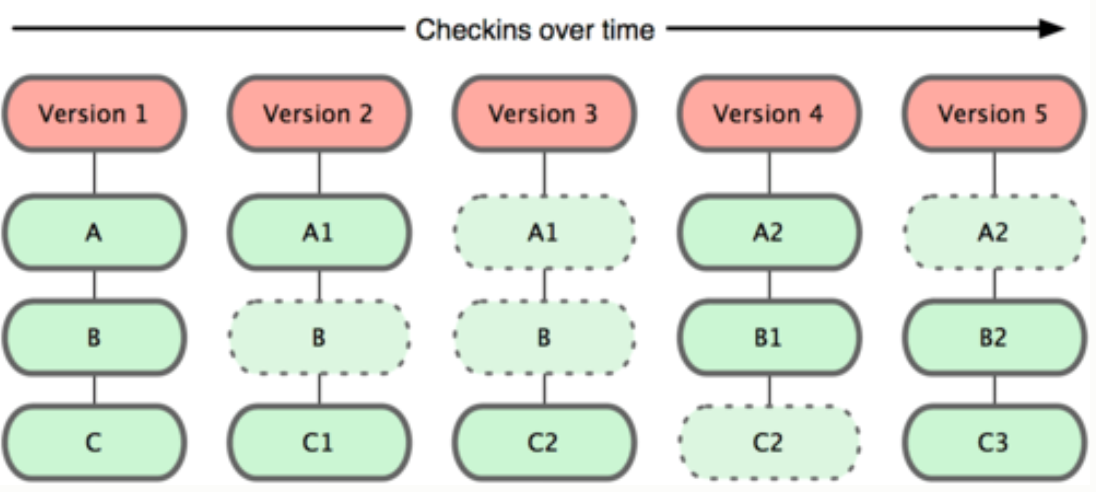 Checkins over time
Version 1 Version 2 Version 3 Version 4 Version 5
A A1 A1 A2 A2
B B B B1 B2
C C1 C2 C2 C3